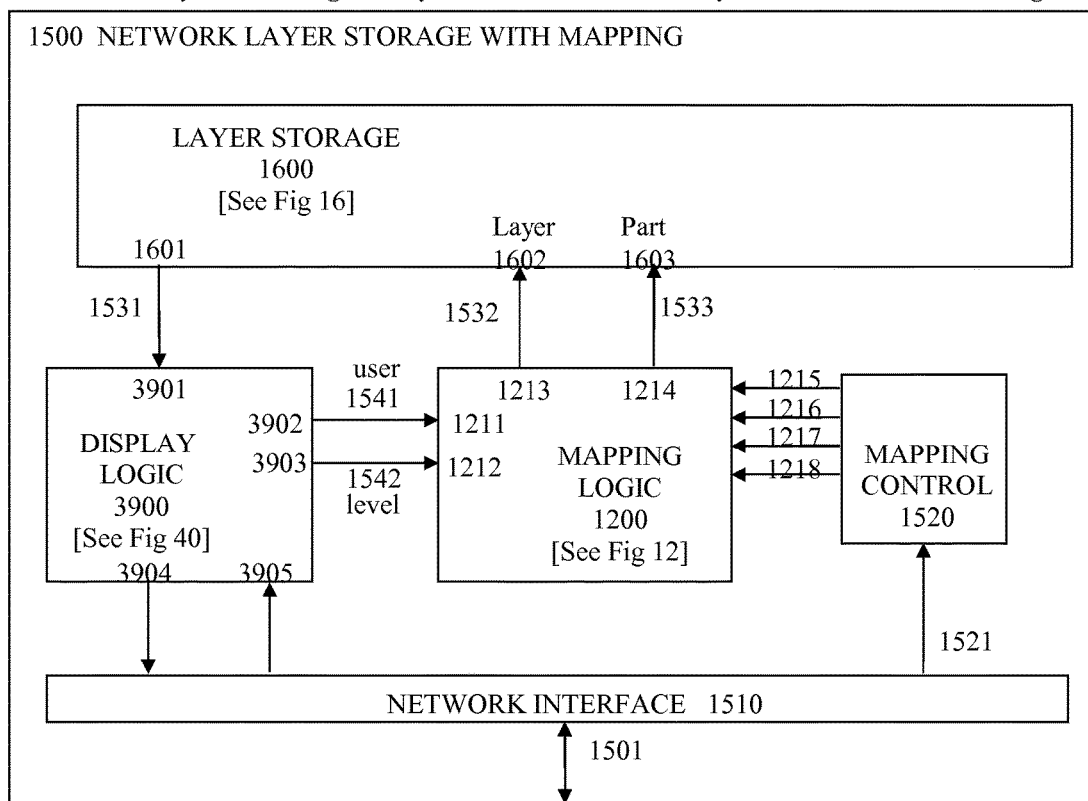 1500 NETWORK LAYER STORAGE WITH MAPPING
LAYER STORAGE
1600
[See Fig 16]
Layer Part
1601 1602 1603
1531 1532 1533
user
3901 1541 1213 1214 1215
3902 1211 1216
DISPLAY MAPPING 1217 MAPPING
3903 1212 1218
LOGIC 1542 LOGIC CONTROL
3900 level 1200 1520
[See Fig 40] [See Fig 12]
3904 3905
1521
NETWORK INTERFACE 1510
1501